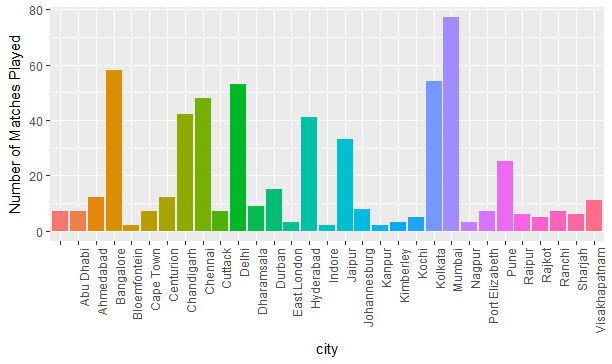 Number of Matches Played
80
60
40
20
0
Abu Dhabi
Ahmedabad
Bangalore
Bloemfontein
Cape Town
Centurion
Chandigarh
Chennai
Cuttack
Delhi
Dharamsala
Durban
East London
Hyderabad
Indore
Jaipur
Johannesburg
Kanpur
Kimberley
Kochi
Kolkata
Mumbai
Nagpur
Port Elizabeth
Pune
Raipur
Rajkot
Ranchi
Sharjah
Visakhapatnam
city